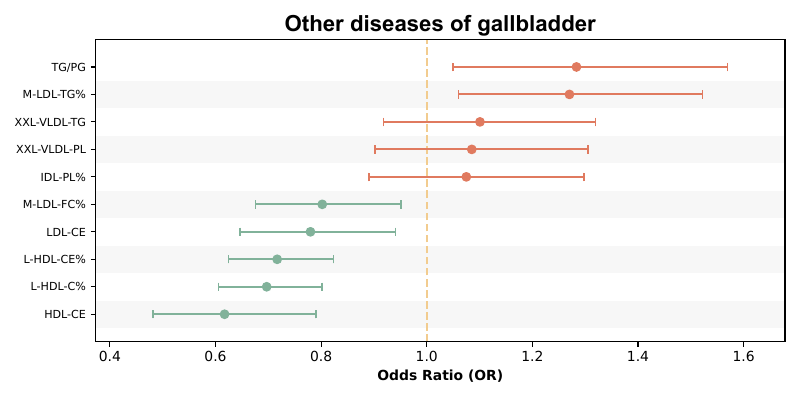 Other diseases of gallbladder
TG/PG
M-LDL-TG%
XXL-VLDL-TG
XXL-VLDL-PL
IDL-PL%
M-LDL-FC%
LDL-CE
L-HDL-CE%
L-HDL-C%
HDL-CE
0.4 0.6 0.8 1.0 1.2 1.4 1.6
Odds Ratio (OR)